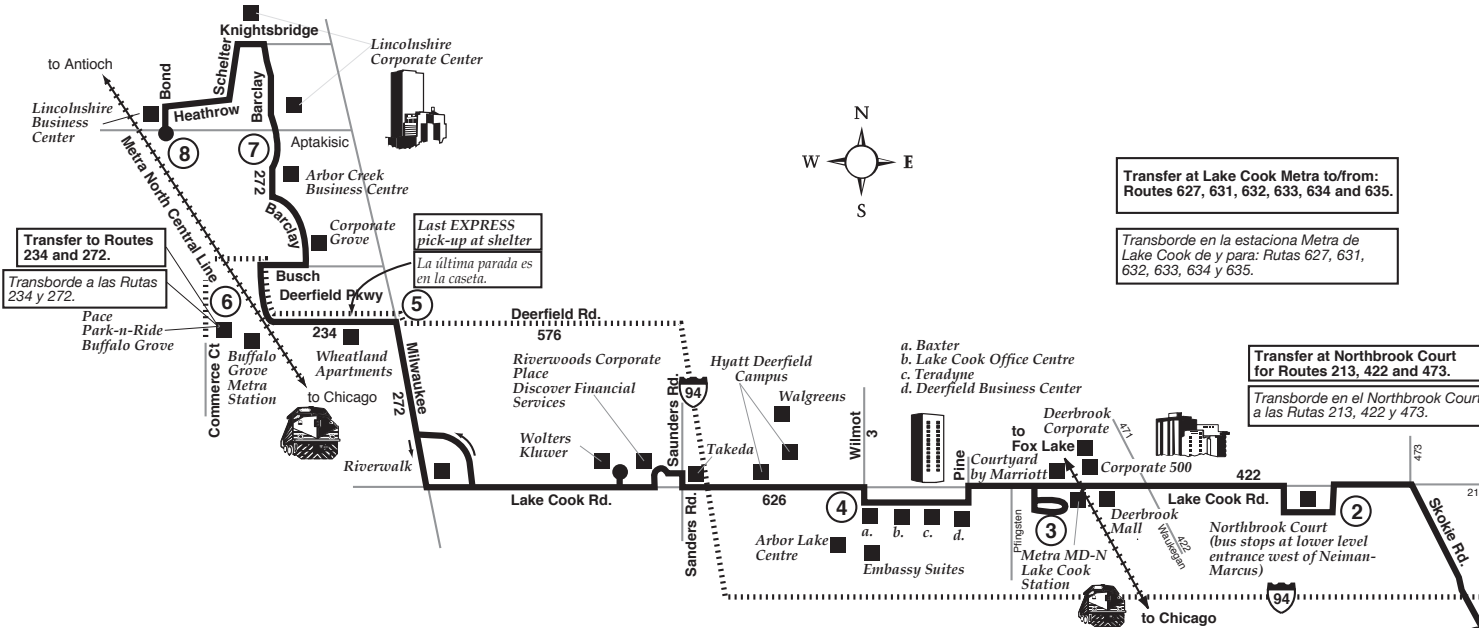 Knightsbridge
Schelter
Lincolnshire
Corporate Center
to Antioch
Bond
Barclay
Heathrow
Lincolnshire
Business
Center
8
7
Aptakisic
Metra North Central Line
272
Arbor Creek
Business Centre
Barclay
Corporate
Grove
Transfer to Routes
234 and 272.
Transborde a las Rutas
234 y 272.
Last EXPRESS
pick-up at shelter
La última parada es
en la caseta.
Busch
Deerfield Pkwy
6
5
Pace
Park-n-Ride
Buffalo Grove
234
Commerce Ct
Buffalo
Grove
Metra
Station
Wheatland
Apartments
to Chicago
Milwaukee
272
Riverwalk
Deerfield Rd.
576
Riverwoods Corporate
Place
Discover Financial
Services
Wolters
Kluwer
Saunders Rd.
94
Hyatt Deerfield
Campus
Walgreens
Takeda
Lake Cook Rd.
626
Sanders Rd.
N
W
E
S
Wilmot
3
a. Baxter
b. Lake Cook Office Centre
c. Teradyne
d. Deerfield Business Center
4
a.
b.
c.
d.
Arbor Lake
Centre
Embassy Suites
Pine
to
Fox Lake
Deerbrook
Corporate
Courtyard
by Marriott
Corporate 500
471
422
Lake Cook Rd.
Pfingsten
3
Metra MD-N
Lake Cook
Station
Deerbrook
Mall
422
Waukegan
Northbrook Court
(bus stops at lower level
entrance west of Neiman-
Marcus)
2
94
to Chicago
Transfer at Lake Cook Metra to/from:
Routes 627, 631, 632, 633, 634 and 635.
Transborde en la estaciona Metra de
Lake Cook de y para: Rutas 627, 631,
632, 633, 634 y 635.
Transfer at Northbrook Court
for Routes 213, 422 and 473.
Transborde en el Northbrook Court
a las Rutas 213, 422 y 473.
473
21
Skokie Rd.